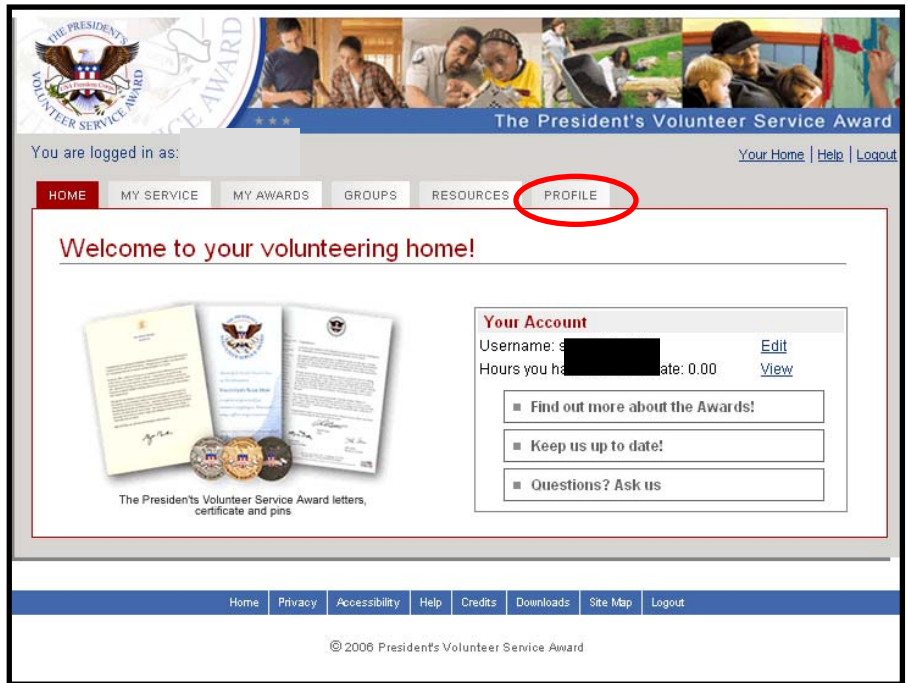 THE PRESIDENT'S
VOLUNTEER SERVICE AWARD
USA Freedom Corps
The President's Volunteer Service Award
You are logged in as:
Your Home | Help | Logout
HOME MY SERVICE MY AWARDS GROUPS RESOURCES PROFILE
Welcome to your volunteering home!
Your Account
Username: s
Edit
Hours you ha ate: 0.00
View
Find out more about the Awards!
Keep us up to date!
Questions? Ask us
The Presiden'ts Volunteer Service Award letters,
certificate and pins
Home | Privacy | Accessibility | Help | Credits | Downloads | Site Map | Logout
© 2006 President's Volunteer Service Award